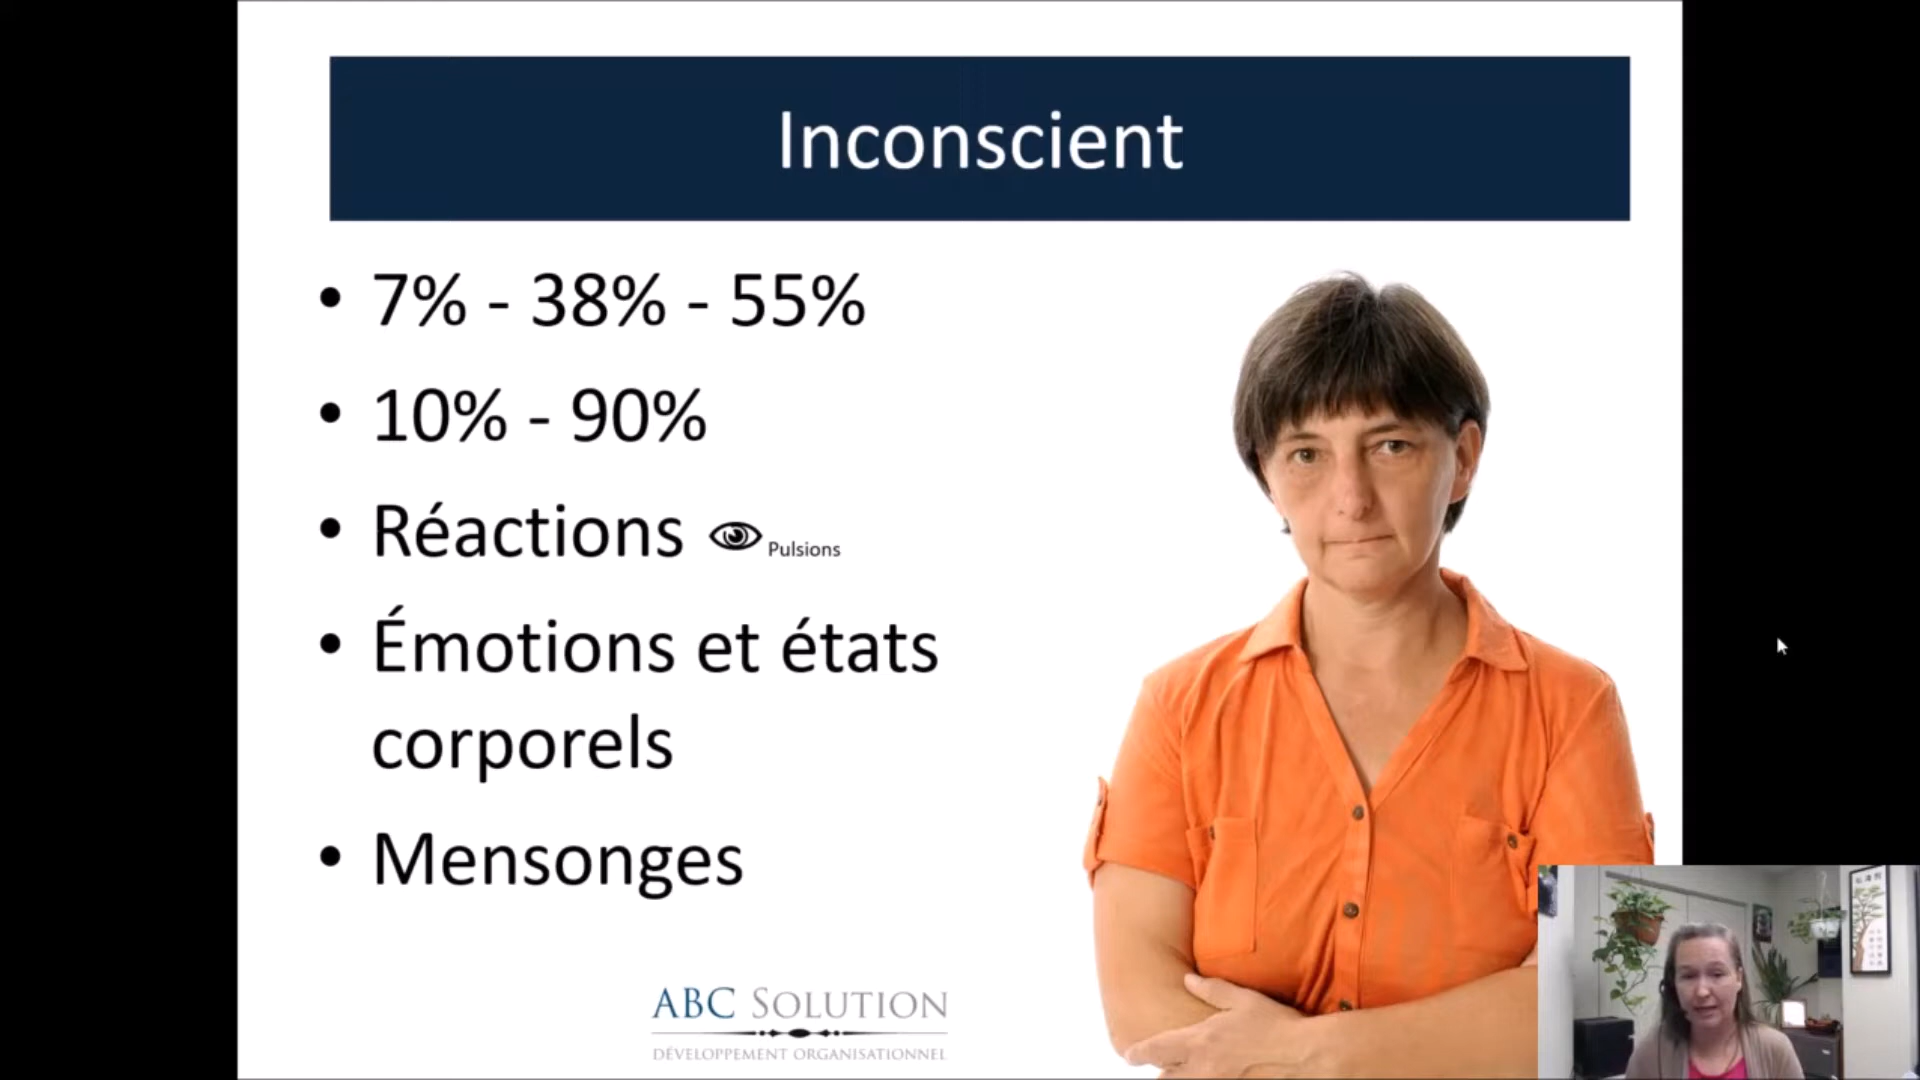 Inconscient
• 7% - 38% - 55%
• 10% - 90%
• Réactions Pulsions
• Émotions et états
corporels
• Mensonges
ABC SOLUTION
DÉVELOPPEMENT ORGANISATIONNEL